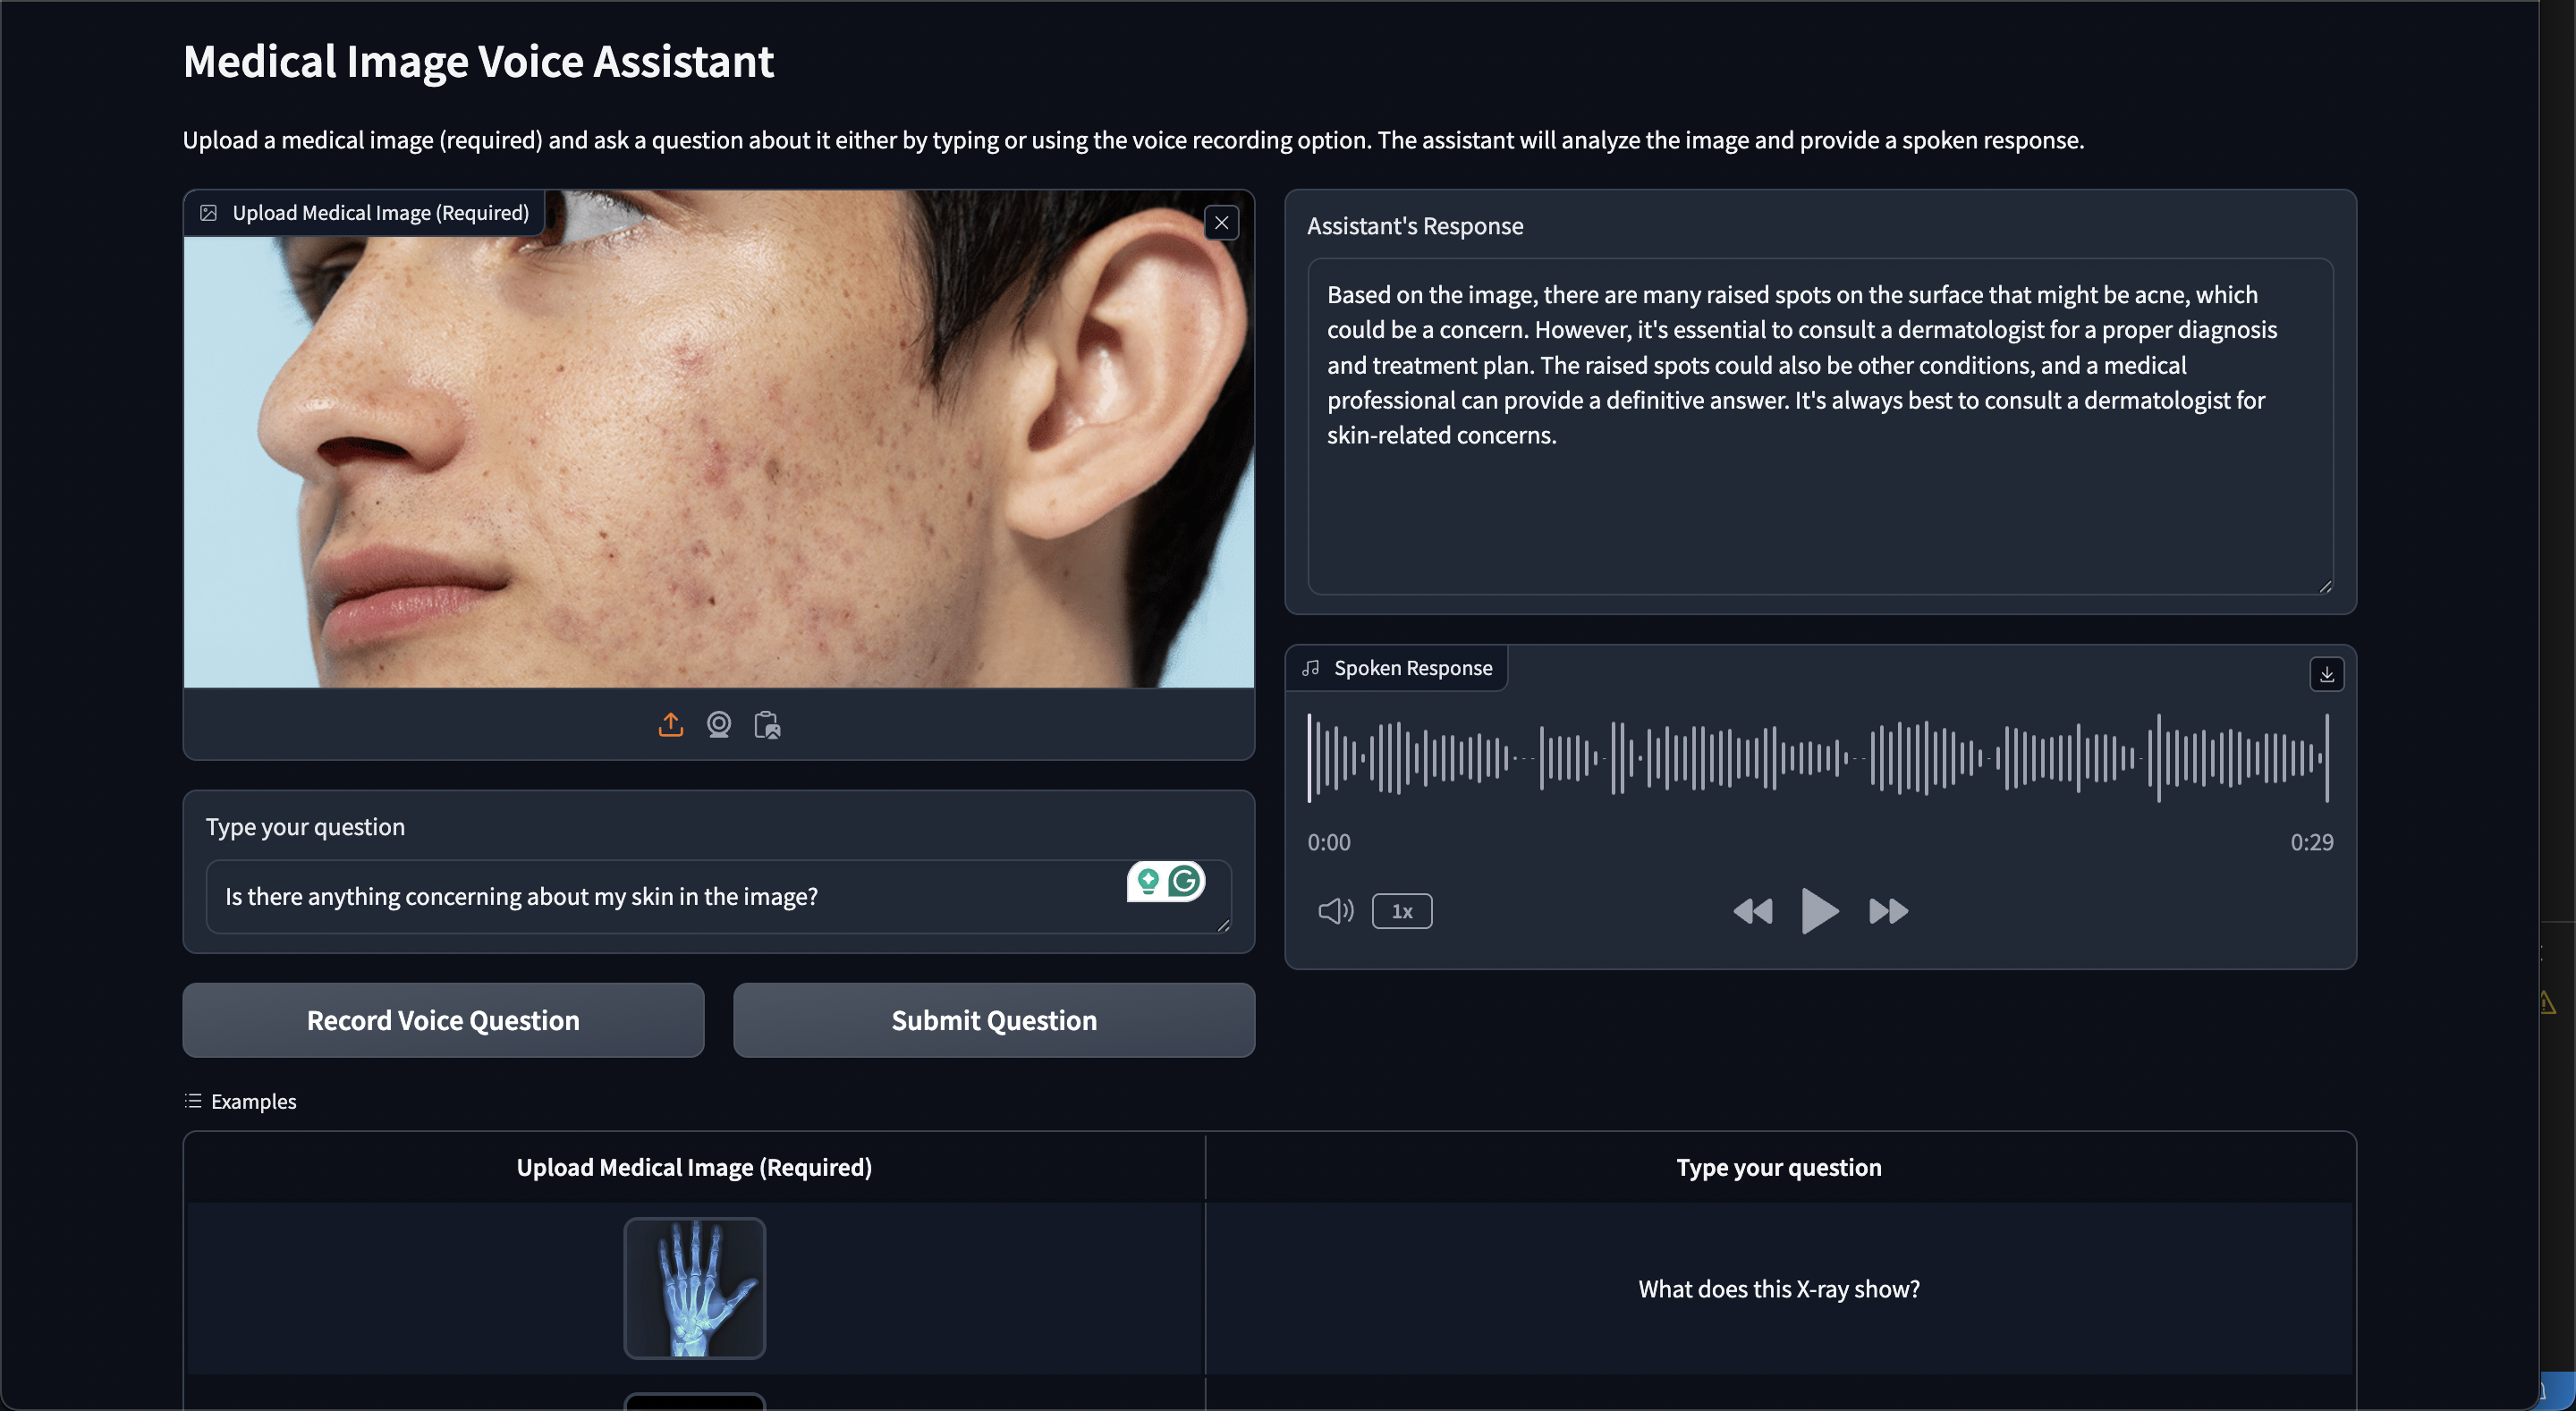 Medical Image Voice Assistant
Upload a medical image (required) and ask a question about it either by typing or using the voice recording option. The assistant will analyze the image and provide a spoken response.
Upload Medical Image (Required)
Type your question
Is there anything concerning about my skin in the image?
Record Voice Question
Submit Question
Assistant's Response
Based on the image, there are many raised spots on the surface that might be acne, which
could be a concern. However, it's essential to consult a dermatologist for a proper diagnosis
and treatment plan. The raised spots could also be other conditions, and a medical
professional can provide a definitive answer. It's always best to consult a dermatologist for
skin-related concerns.
Spoken Response
0:00
0:29
1x
Examples
Upload Medical Image (Required)
Type your question
What does this X-ray show?